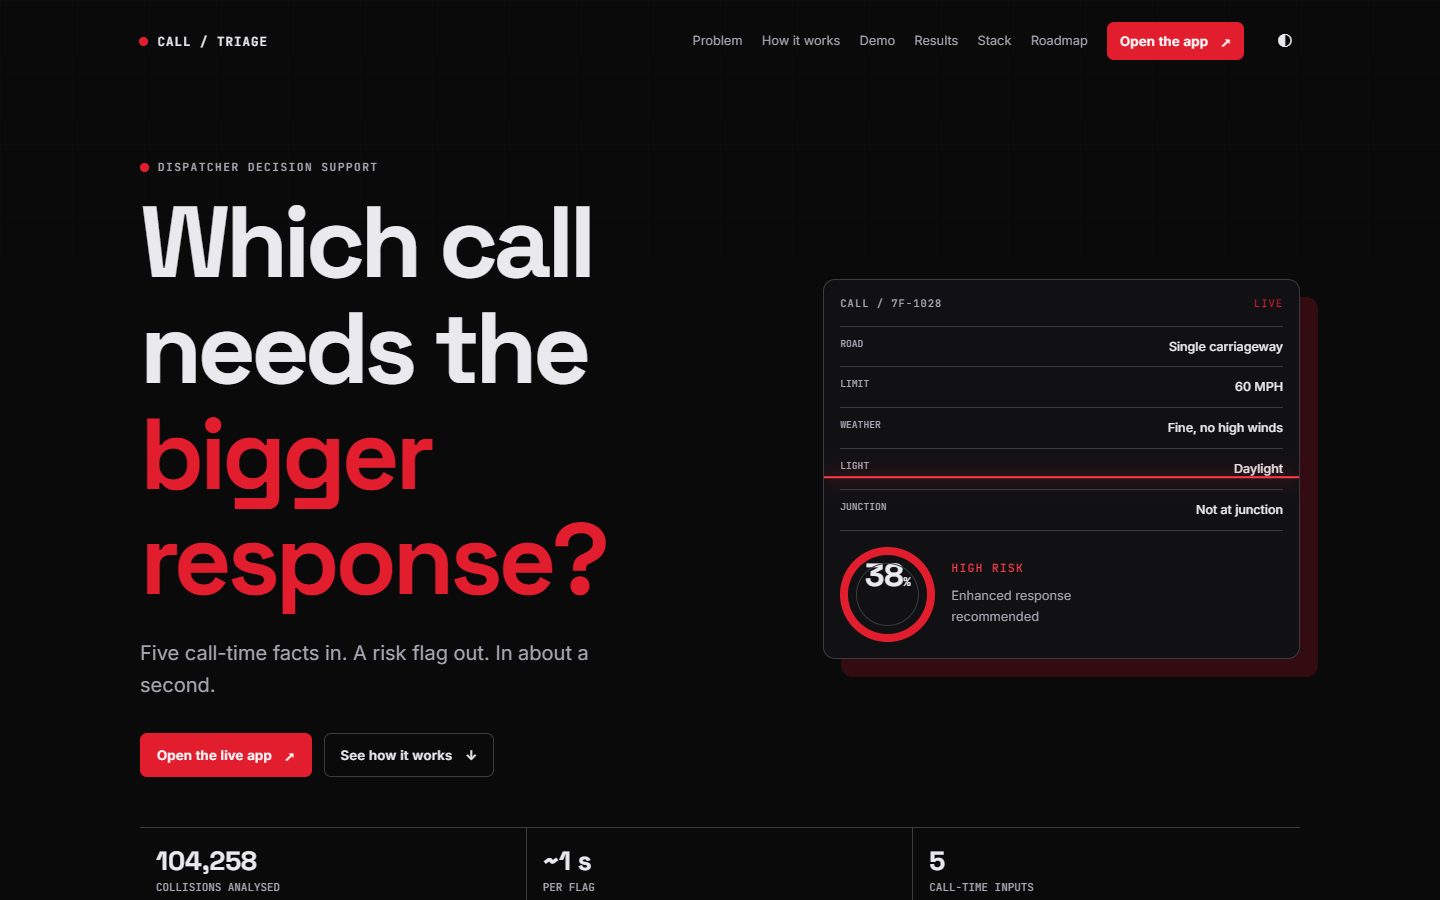 CALL / TRIAGE
Problem How it works Demo Results Stack Roadmap Open the app ↗
DISPATCHER DECISION SUPPORT
Which call
needs the
bigger
response?
Five call-time facts in. A risk flag out. In about a
second.
Open the live app ↗ See how it works ↓
CALL / 7F-1028 LIVE
ROAD Single carriageway
LIMIT 60 MPH
WEATHER Fine, no high winds
LIGHT Daylight
JUNCTION Not at junction
38%
HIGH RISK
Enhanced response
recommended
104,258 ~1 s 5
COLLISIONS ANALYSED PER FLAG CALL-TIME INPUTS